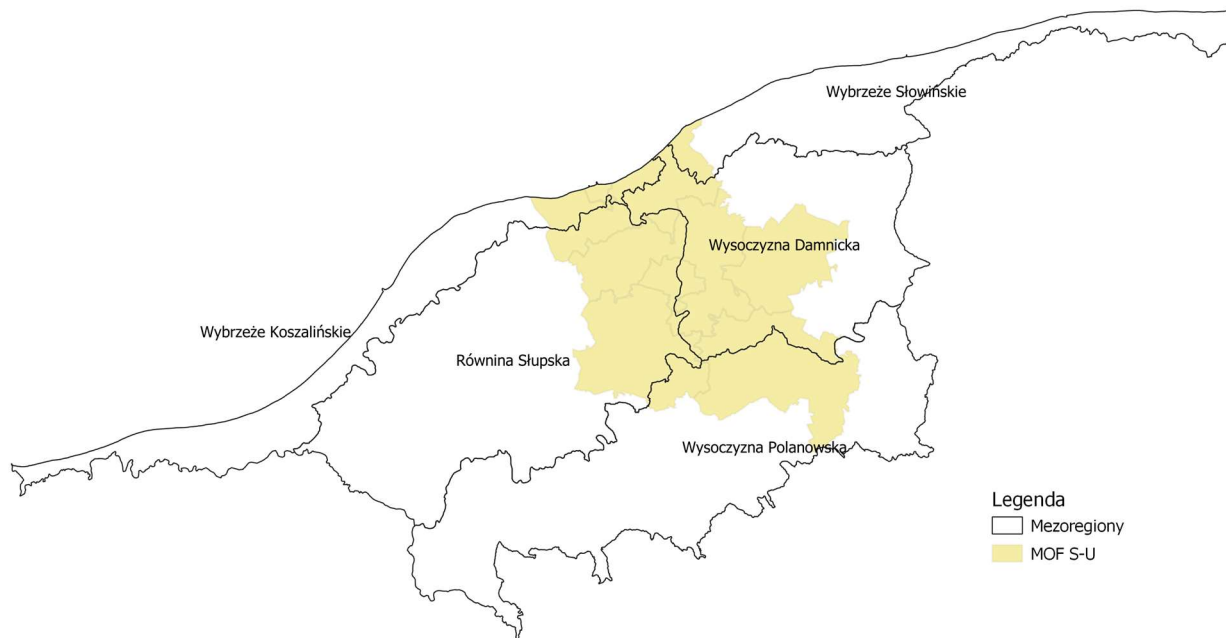 Wybrzeże Słowińskie
Wysoczyzna Damnicka
Wybrzeże Koszalińskie
Równina Słupska
Wysoczyzna Polanowska
Legenda
Mezoregiony
MOF S-U